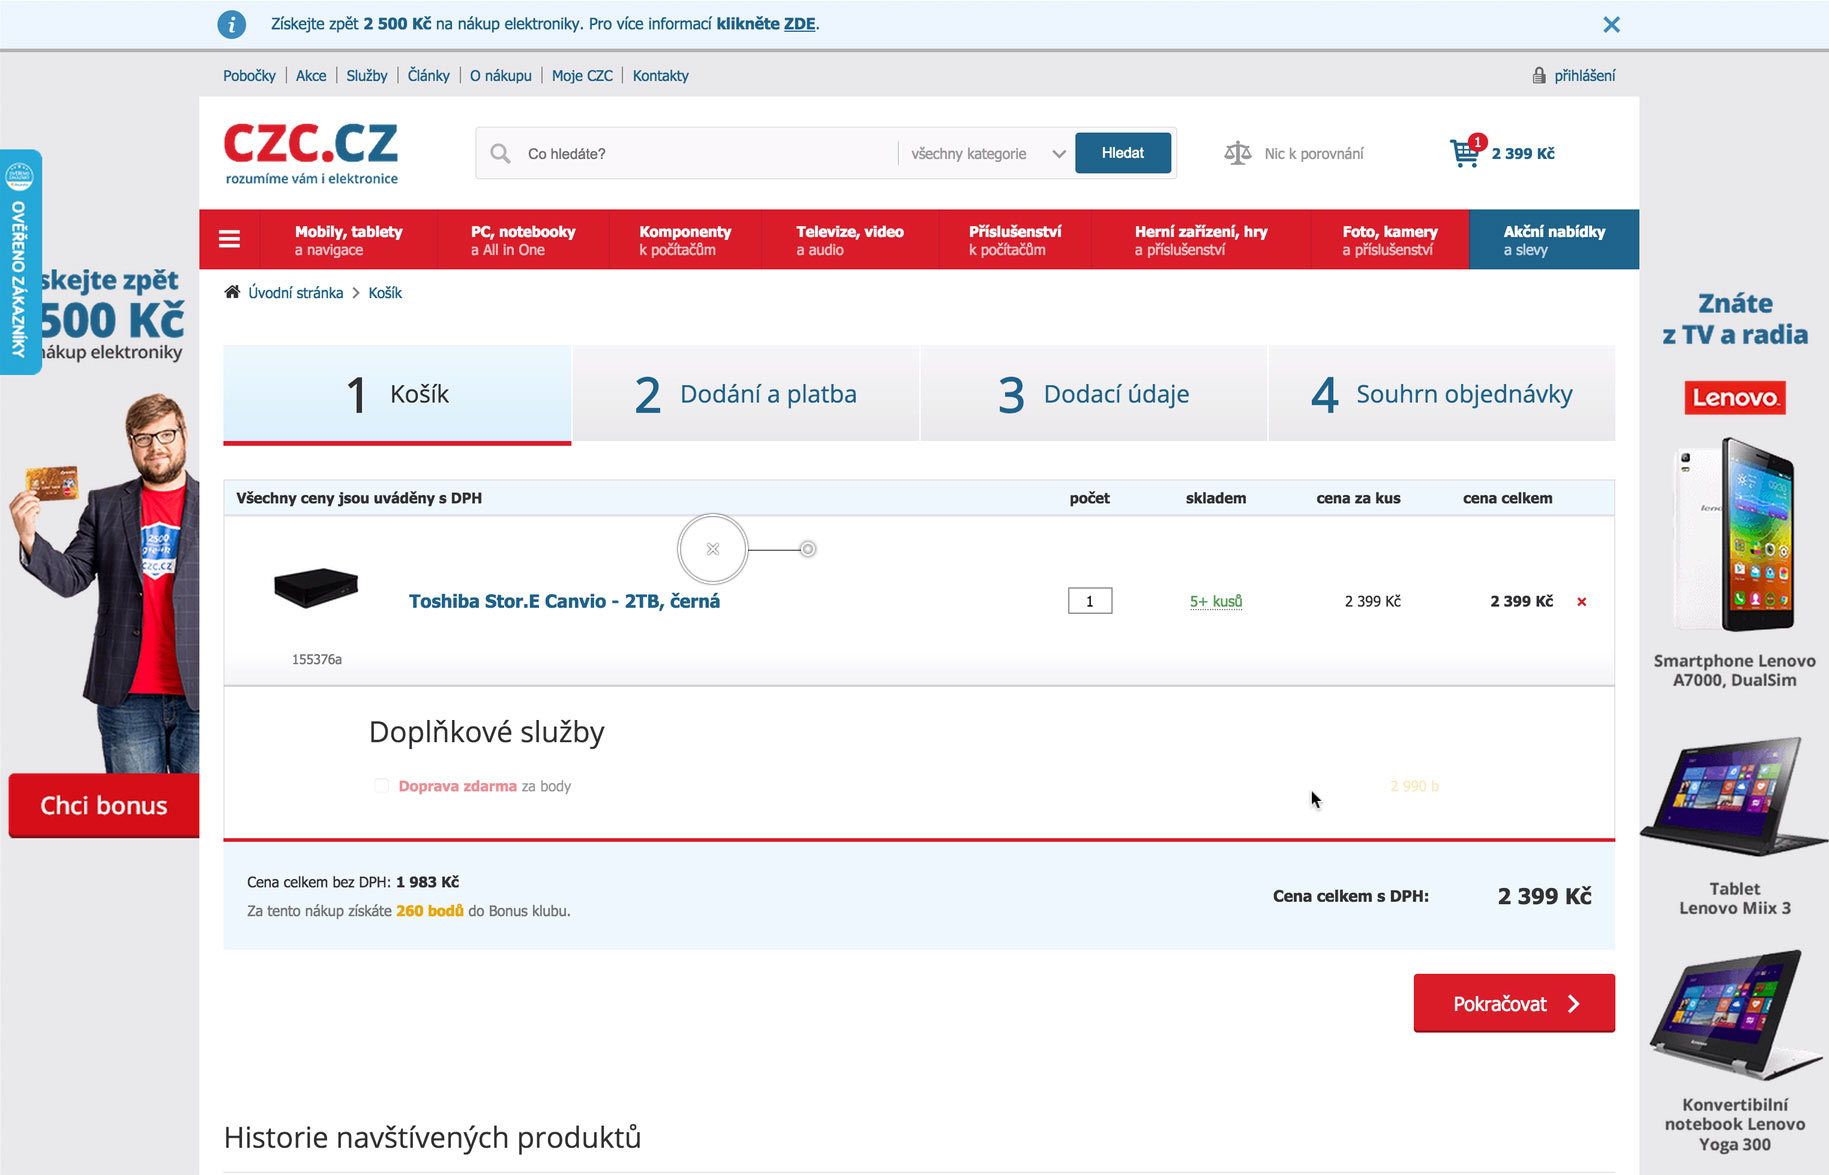 Získejte zpět 2 500 Kč na nákup elektroniky. Pro více informací klikněte ZDE.
Pobočky Akce Služby Články O nákupu Moje CZC Kontakty přihlášení
CZC.CZ
rozumíme vám i elektronice
Co hledáte? všechny kategorie Hledat
Nic k porovnání
1 2 399 Kč
Mobily, tablety
a navigace
PC, notebooky
a All in One
Komponenty
k počítačům
Televize, video
a audio
Příslušenství
k počítačům
Herní zařízení, hry
a příslušenství
Foto, kamery
a příslušenství
Akční nabídky
a slevy
OVĚŘENO ZÁKAZNÍKY
skejte zpět
500 Kč
nákup elektroniky
Chci bonus
Úvodní stránka > Košík
1 Košík
2 Dodání a platba
3 Dodací údaje
4 Souhrn objednávky
Všechny ceny jsou uváděny s DPH počet skladem cena za kus cena celkem
Toshiba Stor.E Canvio - 2TB, černá 1 5+ kusů 2 399 Kč 2 399 Kč
155376a
Doplňkové služby
Doprava zdarma za body 2 990 b
Cena celkem bez DPH: 1 983 Kč
Za tento nákup získáte 260 bodů do Bonus klubu.
Cena celkem s DPH: 2 399 Kč
Pokračovat
Historie navštívených produktů
Znáte
z TV a radia
Lenovo
Smartphone Lenovo
A7000, DualSim
Tablet
Lenovo Miix 3
Konvertibilní
notebook Lenovo
Yoga 300